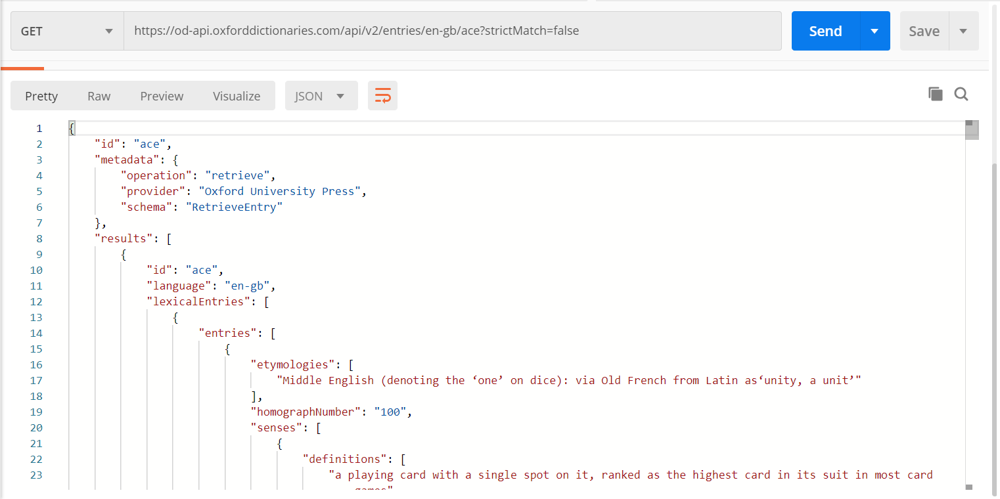 GET https://od-api.oxforddictionaries.com/api/v2/entries/en-gb/ace?strictMatch=false Send Save
Pretty Raw Preview Visualize JSON
1 {
2 "id": "ace",
3 "metadata": {
4 "operation": "retrieve",
5 "provider": "Oxford University Press",
6 "schema": "RetrieveEntry"
7 },
8 "results": [
9 {
10 "id": "ace",
11 "language": "en-gb",
12 "lexicalEntries": [
13 {
14 "entries": [
15 {
16 "etymologies": [
17 "Middle English (denoting the ‘one’ on dice): via Old French from Latin as‘unity, a unit’"
18 ],
19 "homographNumber": "100",
20 "senses": [
21 {
22 "definitions": [
23 "a playing card with a single spot on it, ranked as the highest card in its suit in most card
games"